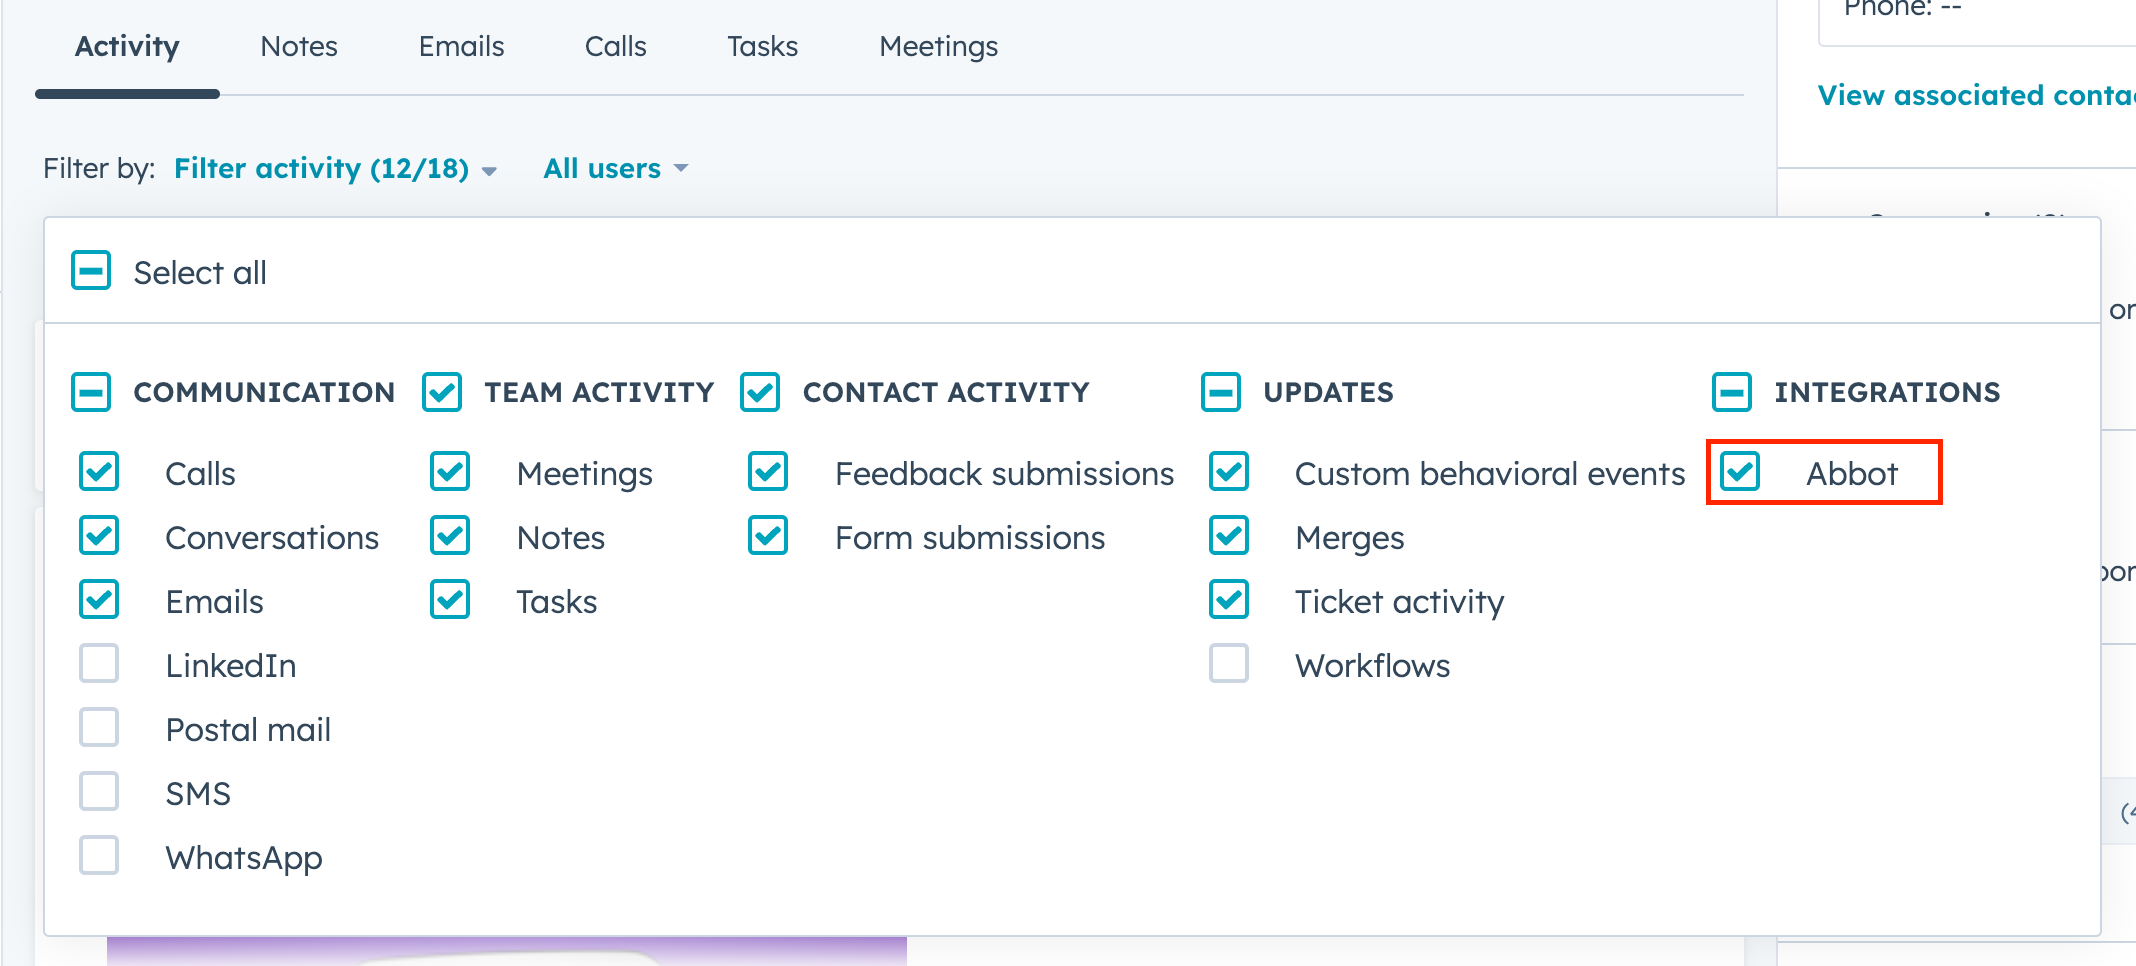 Activity Notes Emails Calls Tasks Meetings
Phone: --
View associated
Filter by: Filter activity (12/18) All users
Select all
COMMUNICATION
Calls
Conversations
Emails
LinkedIn
Postal mail
SMS
WhatsApp
TEAM ACTIVITY
Meetings
Notes
Tasks
CONTACT ACTIVITY
Feedback submissions
Form submissions
UPDATES
Custom behavioral events
Merges
Ticket activity
Workflows
INTEGRATIONS
Abbot